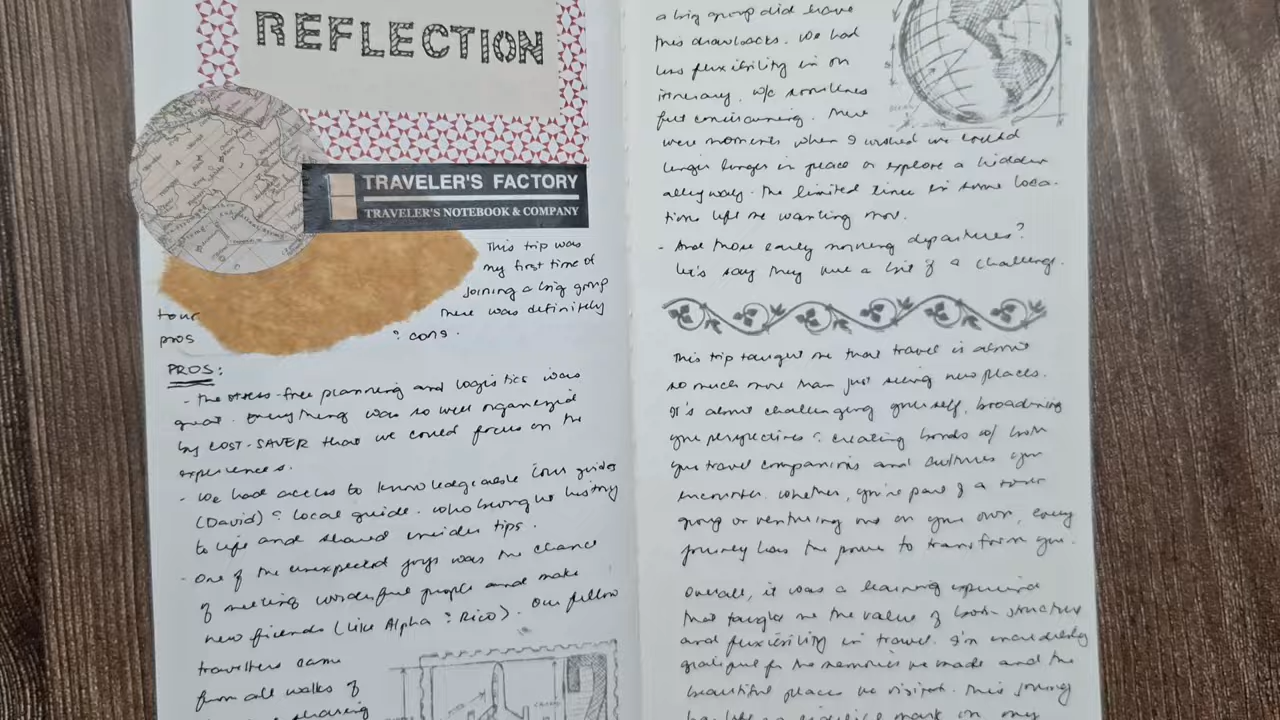 REFLECTION
TRAVELER'S FACTORY
TRAVELER'S NOTEBOOK & COMPANY
This trip was
my first time of
joining a big group
tour there was definitely
pros & cons.
PROS:
- The stress-free planning and logistics was
great. Everything was so well organized
by COST-SAVER that we could focus on the
experiences.
- We had access to knowledgeable tour guides
(David) & local guide. who brought history
to life and shared insider tips.
- One of the unexpected joys was the chance
of meeting wonderful people and make
new friends (like Alpha & Rico). Our fellow
travellers came
from all walks of
sharing
a big group did have
this drawbacks. We had
less flexibility in on
itinerary. w/c sometimes
felt constraining. There
were moments when I wished we could
linger longer in place or explore a hidden
alleyway. The limited time in some loca-
tions left me wanting more.
- And those early morning departures?
Let's say they were a bit of a challenge.
This trip taught me that travel is about
so much more than just seeing new places.
It's about challenging yourself, broadening
your perspectives & creating bonds w/ both
your travel companions and cultures you
encounter. Whether, you're part of a tour
group or venturing out on your own, every
journey has the power to transform you.
Overall, it was a learning experience
that taught me the value of both structure
and flexibility in travel. I'm incredibly
grateful for the memories we made and the
beautiful places we visited. This journey
mark on my